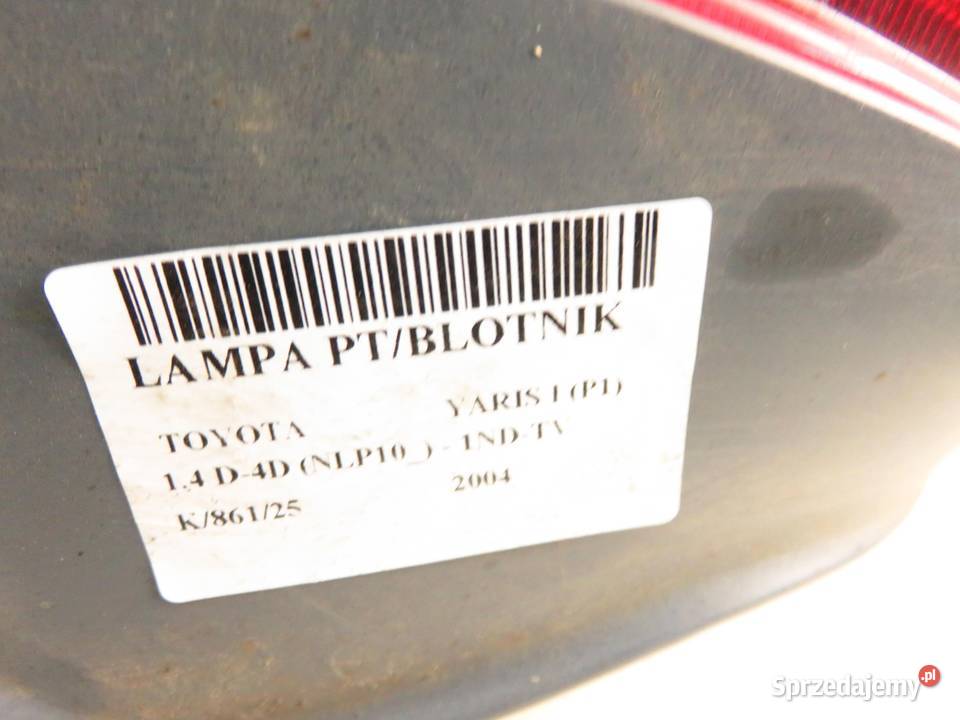 LAMPA PT/BLOTNIK
TOYOTA YARIS I (P1)
1.4 D-4D (NLP10_) - 1ND-TV
K/861/25 2004
Sprzedajemy.pl